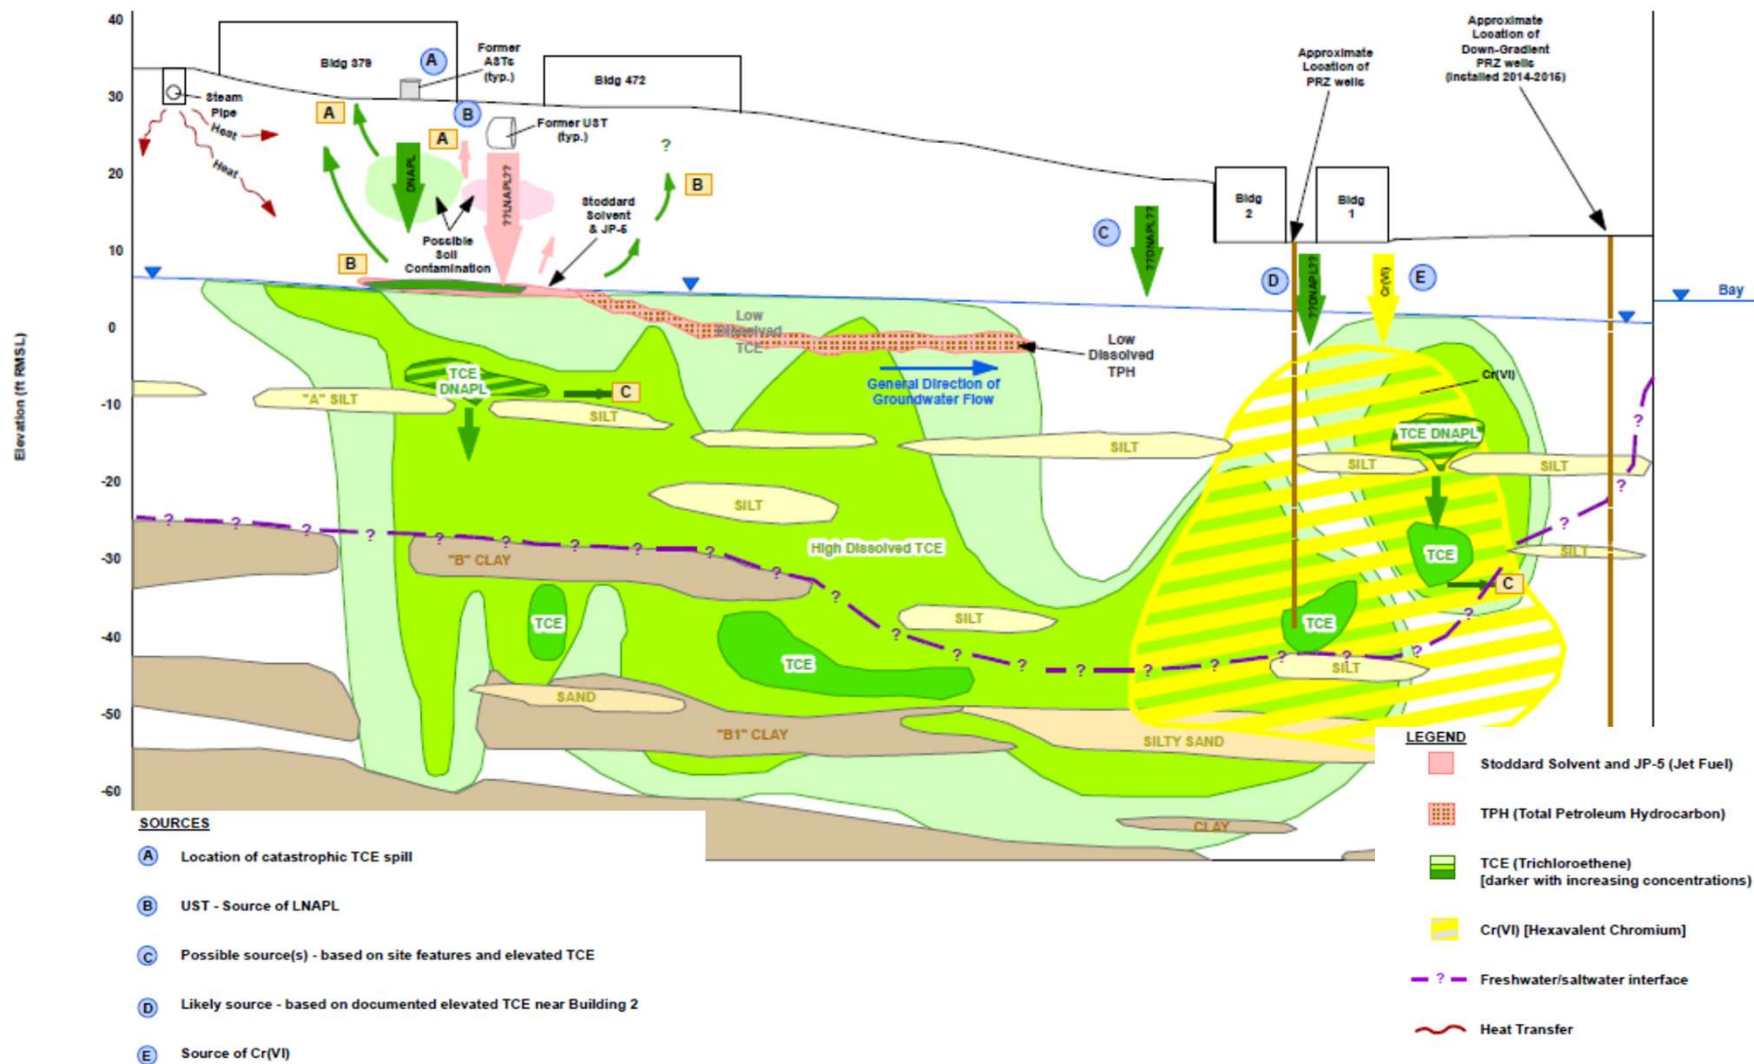 40
30
20
10
0
-10
-20
-30
-40
-50
-60
Elevation (ft RMSL)
Bldg 379
A
Former
ASTs
(typ.)
Bldg 472
Approximate
Location of
PRZ wells
Approximate
Location of
Down-Gradient
PRZ wells
(Installed 2014-2015)
Steam
Pipe
Heat
Heat
A
B
A
Former UST
(typ.)
DNAPL
??LNAPL??
?
B
Stoddard
Solvent
& JP-5
Possible
Soil
Contamination
B
C
??DNAPL??
Bldg
2
Bldg
1
D
??DNAPL??
Cr(VI)
E
Bay
Low
Dissolved
TCE
Low
Dissolved
TPH
General Direction of
Groundwater Flow
TCE
DNAPL
C
"A" SILT
SILT
SILT
Cr(VI)
TCE DNAPL
SILT
SILT
SILT
High Dissolved TCE
"B" CLAY
TCE
SILT
C
TCE
TCE
SILT
TCE
SILT
SAND
"B1" CLAY
SILTY SAND
CLAY
? ? ? ? ? ? ? ? ? ? ? ? ? ? ? ? ? ? ? ? ? ? ? ? ?
SOURCES
A Location of catastrophic TCE spill
B UST - Source of LNAPL
C Possible source(s) - based on site features and elevated TCE
D Likely source - based on documented elevated TCE near Building 2
E Source of Cr(VI)
LEGEND
Stoddard Solvent and JP-5 (Jet Fuel)
TPH (Total Petroleum Hydrocarbon)
TCE (Trichloroethene)
[darker with increasing concentrations)
Cr(VI) [Hexavalent Chromium]
? Freshwater/saltwater interface
Heat Transfer